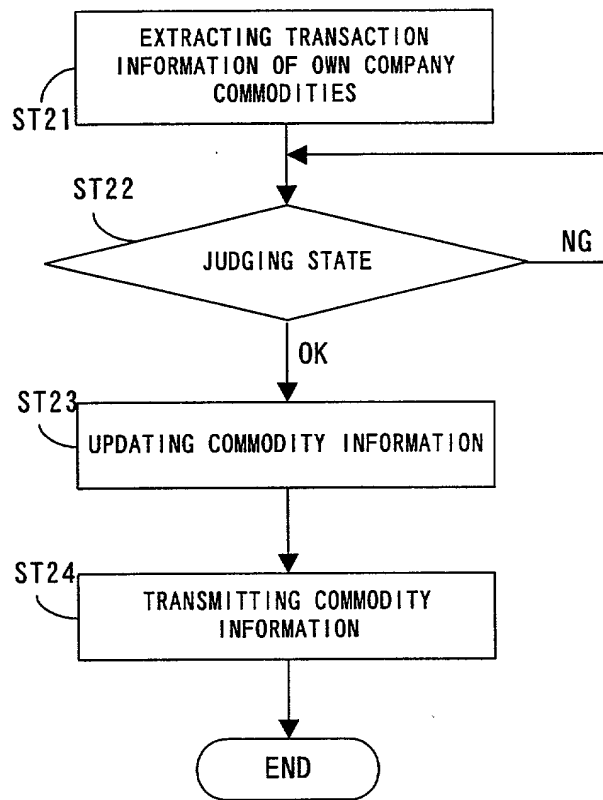 EXTRACTING TRANSACTION
INFORMATION OF OWN COMPANY
COMMODITIES
ST21
ST22
JUDGING STATE
NG
OK
ST23
UPDATING COMMODITY INFORMATION
ST24
TRANSMITTING COMMODITY
INFORMATION
END